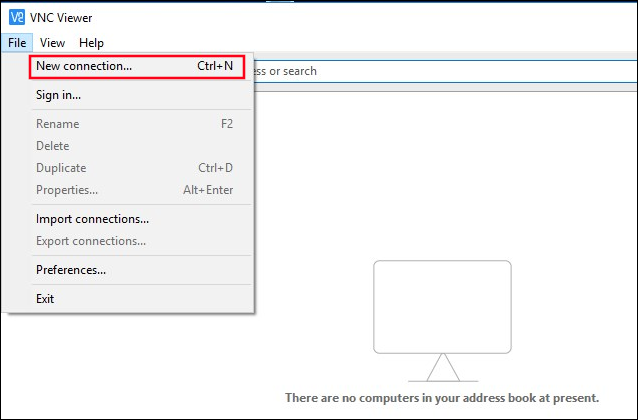 VNC Viewer
File View Help
New connection... Ctrl+N
ess or search
Sign in...
Rename F2
Delete
Duplicate Ctrl+D
Properties... Alt+Enter
Import connections...
Export connections...
Preferences...
Exit
There are no computers in your address book at present.